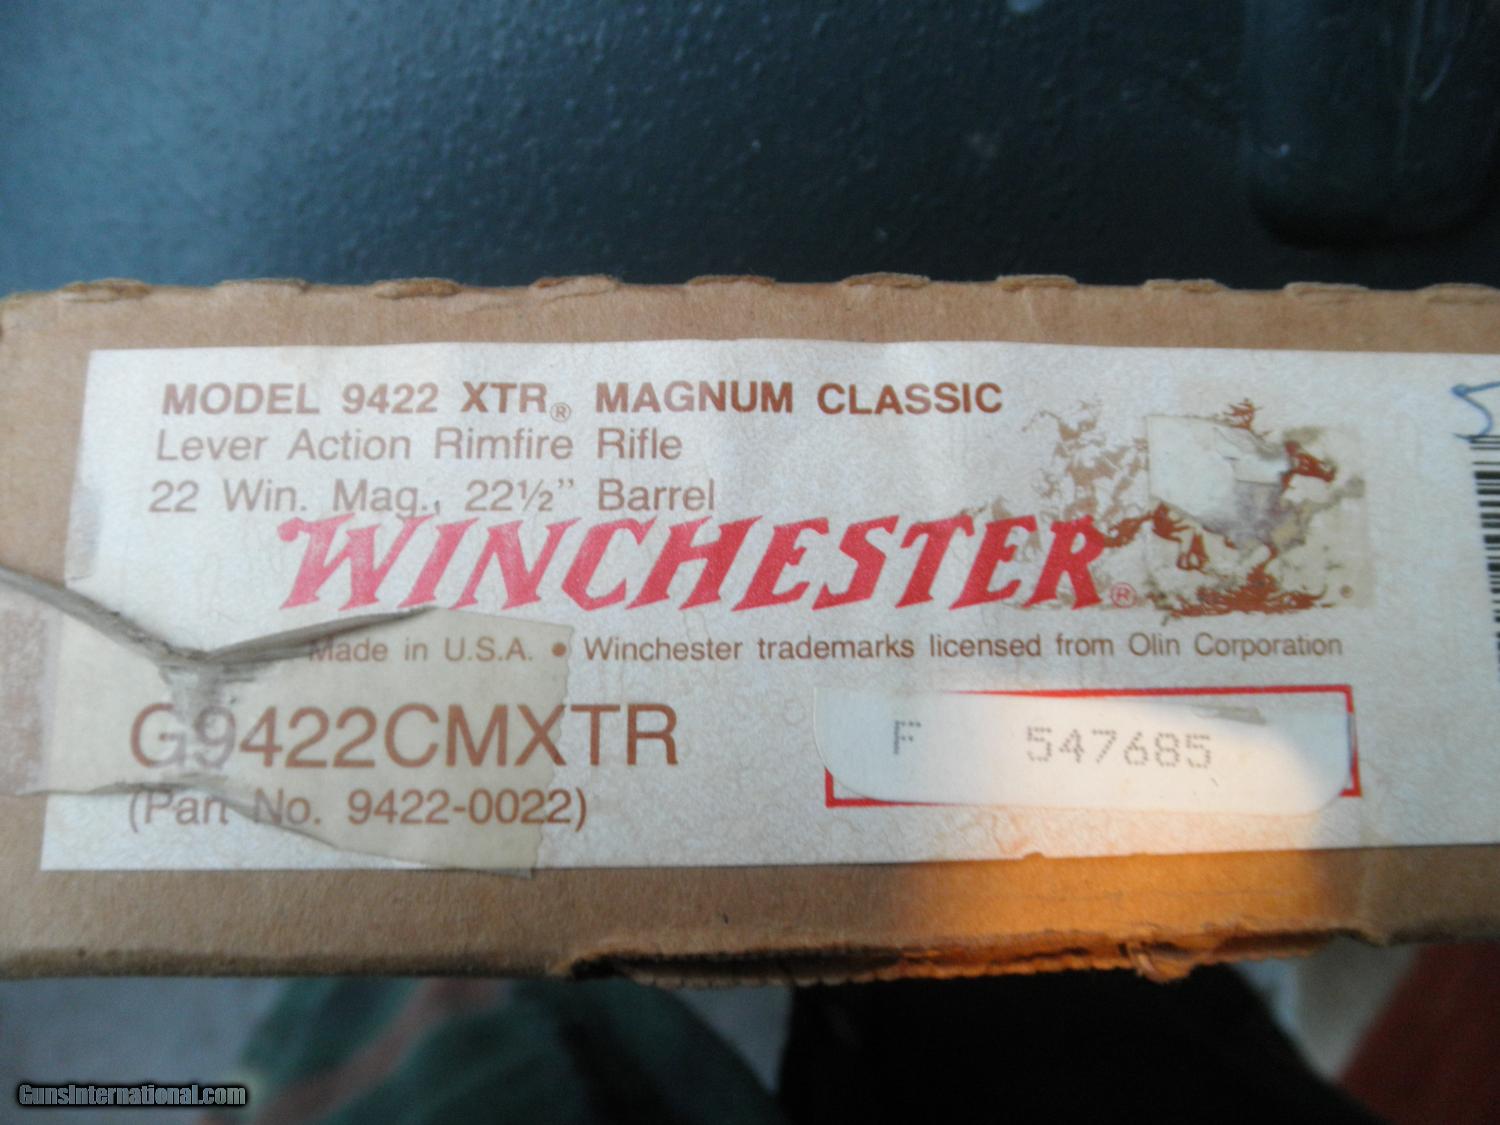 MODEL 9422 XTR® MAGNUM CLASSIC
Lever Action Rimfire Rifle
22 Win. Mag., 22½" Barrel
WINCHESTER®
Made in U.S.A. • Winchester trademarks licensed from Olin Corporation
G9422CMXTR
F 547685
(Part No. 9422-0022)
GunsInternational.com